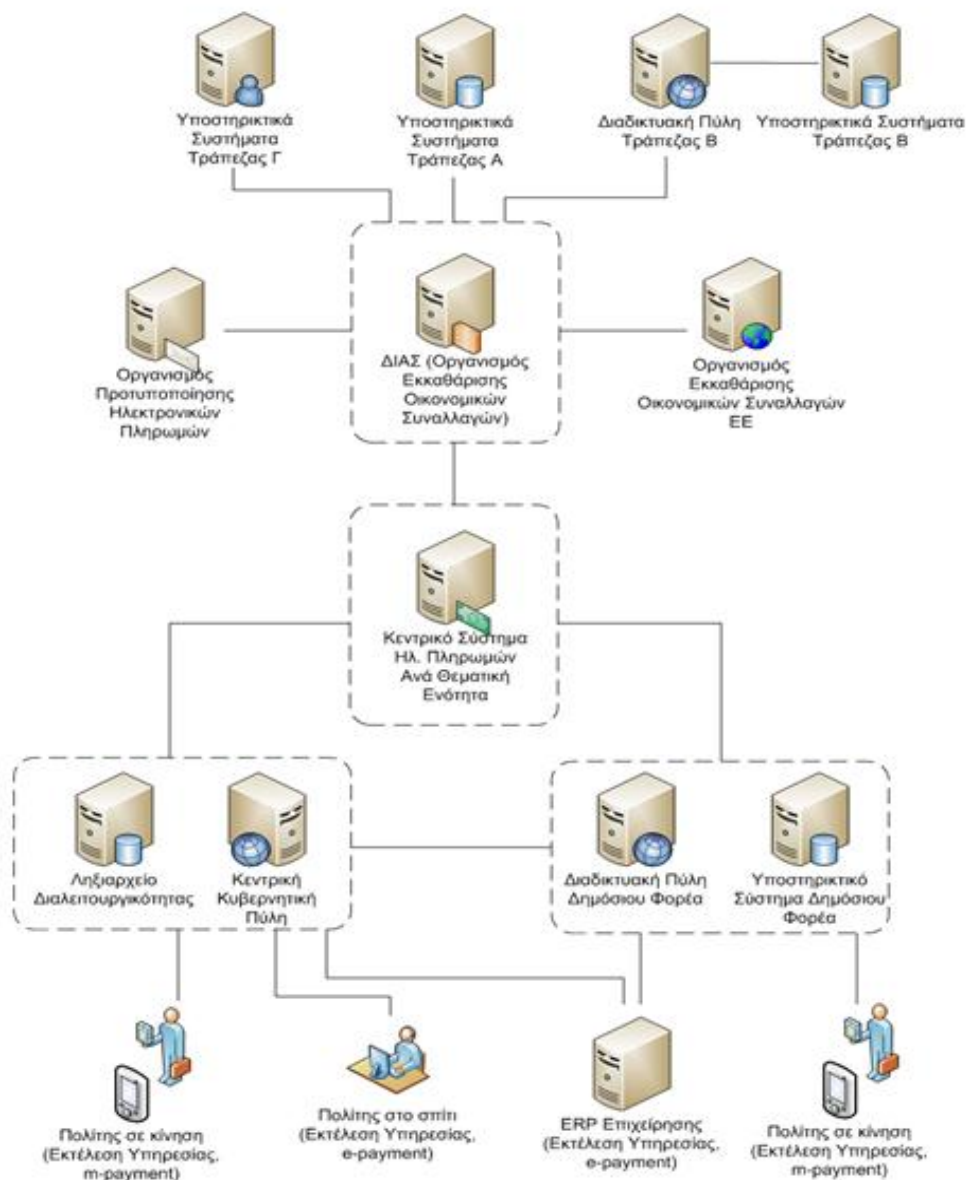 Υποστηρικτικά
Συστήματα
Τράπεζας Γ
Υποστηρικτικά
Συστήματα
Τράπεζας Α
Διαδικτυακή Πύλη
Τράπεζας Β
Υποστηρικτικά Συστήματα
Τράπεζας Β
Οργανισμός
Προτυποποίησης
Ηλεκτρονικών
Πληρωμών
ΔΙΑΣ (Οργανισμός
Εκκαθάρισης
Οικονομικών
Συναλλαγών)
Οργανισμός
Εκκαθάρισης
Οικονομικών Συναλλαγών
ΕΕ
Κεντρικό Σύστημα
Ηλ. Πληρωμών
Ανά Θεματική
Ενότητα
Ληξιαρχείο
Διαλειτουργικότητας
Κεντρική
Κυβερνητική
Πύλη
Διαδικτυακή Πύλη
Δημόσιου Φορέα
Υποστηρικτικό
Σύστημα Δημόσιου
Φορέα
Πολίτης σε κίνηση
(Εκτέλεση Υπηρεσίας,
m-payment)
Πολίτης στο σπίτι
(Εκτέλεση Υπηρεσίας,
e-payment)
ERP Επιχείρησης
(Εκτέλεση Υπηρεσίας,
e-payment)
Πολίτης σε κίνηση
(Εκτέλεση Υπηρεσίας,
m-payment)